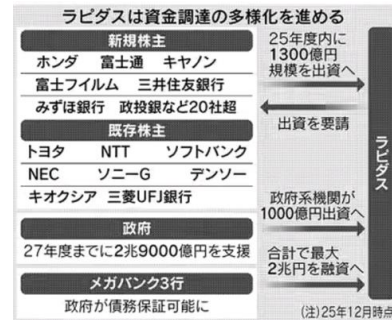 ラピダスは資金調達の多様化を進める
新規株主
ホンダ 富士通 キヤノン
富士フイルム 三井住友銀行
みずほ銀行 政投銀など20社超
25年度内に
1300億円
規模を出資へ
出資を要請
既存株主
トヨタ NTT ソフトバンク
NEC ソニーG デンソー
キオクシア 三菱UFJ銀行
政府
27年度までに2兆9000億円を支援
政府系機関が
1000億円出資へ
メガバンク3行
政府が債務保証可能に
合計で最大
2兆円を融資へ
ラピダス
(注)25年12月時点